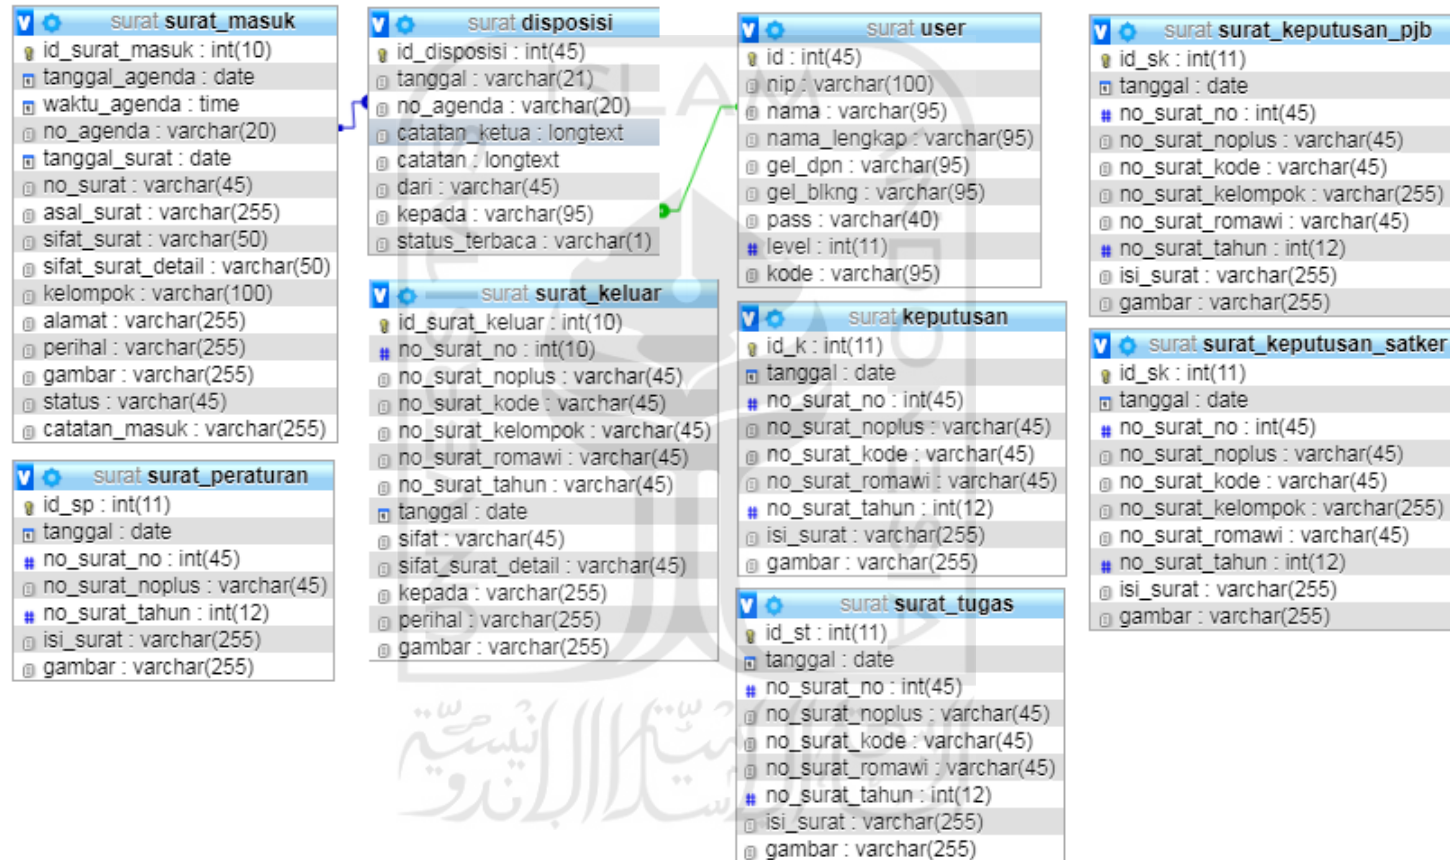 surat surat_masuk
id_surat_masuk : int(10)
tanggal_agenda : date
waktu_agenda : time
no_agenda : varchar(20)
tanggal_surat : date
no_surat : varchar(45)
asal_surat : varchar(255)
sifat_surat : varchar(50)
sifat_surat_detail : varchar(50)
kelompok : varchar(100)
alamat : varchar(255)
perihal : varchar(255)
gambar : varchar(255)
status : varchar(45)
catatan_masuk : varchar(255)
surat surat_peraturan
id_sp : int(11)
tanggal : date
no_surat_no : int(45)
no_surat_noplus : varchar(45)
no_surat_tahun : int(12)
isi_surat : varchar(255)
gambar : varchar(255)
surat disposisi
id_disposisi : int(45)
tanggal : varchar(21)
no_agenda : varchar(20)
catatan_ketua : longtext
catatan : longtext
dari : varchar(45)
kepada : varchar(95)
status_terbaca : varchar(1)
surat surat_keluar
id_surat_keluar : int(10)
no_surat_no : int(10)
no_surat_noplus : varchar(45)
no_surat_kode : varchar(45)
no_surat_kelompok : varchar(45)
no_surat_romawi : varchar(45)
no_surat_tahun : varchar(45)
tanggal : date
sifat : varchar(45)
sifat_surat_detail : varchar(45)
kepada : varchar(255)
perihal : varchar(255)
gambar : varchar(255)
surat user
id : int(45)
nip : varchar(100)
nama : varchar(95)
nama_lengkap : varchar(95)
gel_dpn : varchar(95)
gel_blkng : varchar(95)
pass : varchar(40)
level : int(11)
kode : varchar(95)
surat keputusan
id_k : int(11)
tanggal : date
no_surat_no : int(45)
no_surat_noplus : varchar(45)
no_surat_kode : varchar(45)
no_surat_romawi : varchar(45)
no_surat_tahun : int(12)
isi_surat : varchar(255)
gambar : varchar(255)
surat surat_tugas
id_st : int(11)
tanggal : date
no_surat_no : int(45)
no_surat_noplus : varchar(45)
no_surat_kode : varchar(45)
no_surat_romawi : varchar(45)
no_surat_tahun : int(12)
isi_surat : varchar(255)
gambar : varchar(255)
surat surat_keputusan_pjb
id_sk : int(11)
tanggal : date
no_surat_no : int(45)
no_surat_noplus : varchar(45)
no_surat_kode : varchar(45)
no_surat_kelompok : varchar(255)
no_surat_romawi : varchar(45)
no_surat_tahun : int(12)
isi_surat : varchar(255)
gambar : varchar(255)
surat surat_keputusan_satker
id_sk : int(11)
tanggal : date
no_surat_no : int(45)
no_surat_noplus : varchar(45)
no_surat_kode : varchar(45)
no_surat_kelompok : varchar(255)
no_surat_romawi : varchar(45)
no_surat_tahun : int(12)
isi_surat : varchar(255)
gambar : varchar(255)
ISLAM